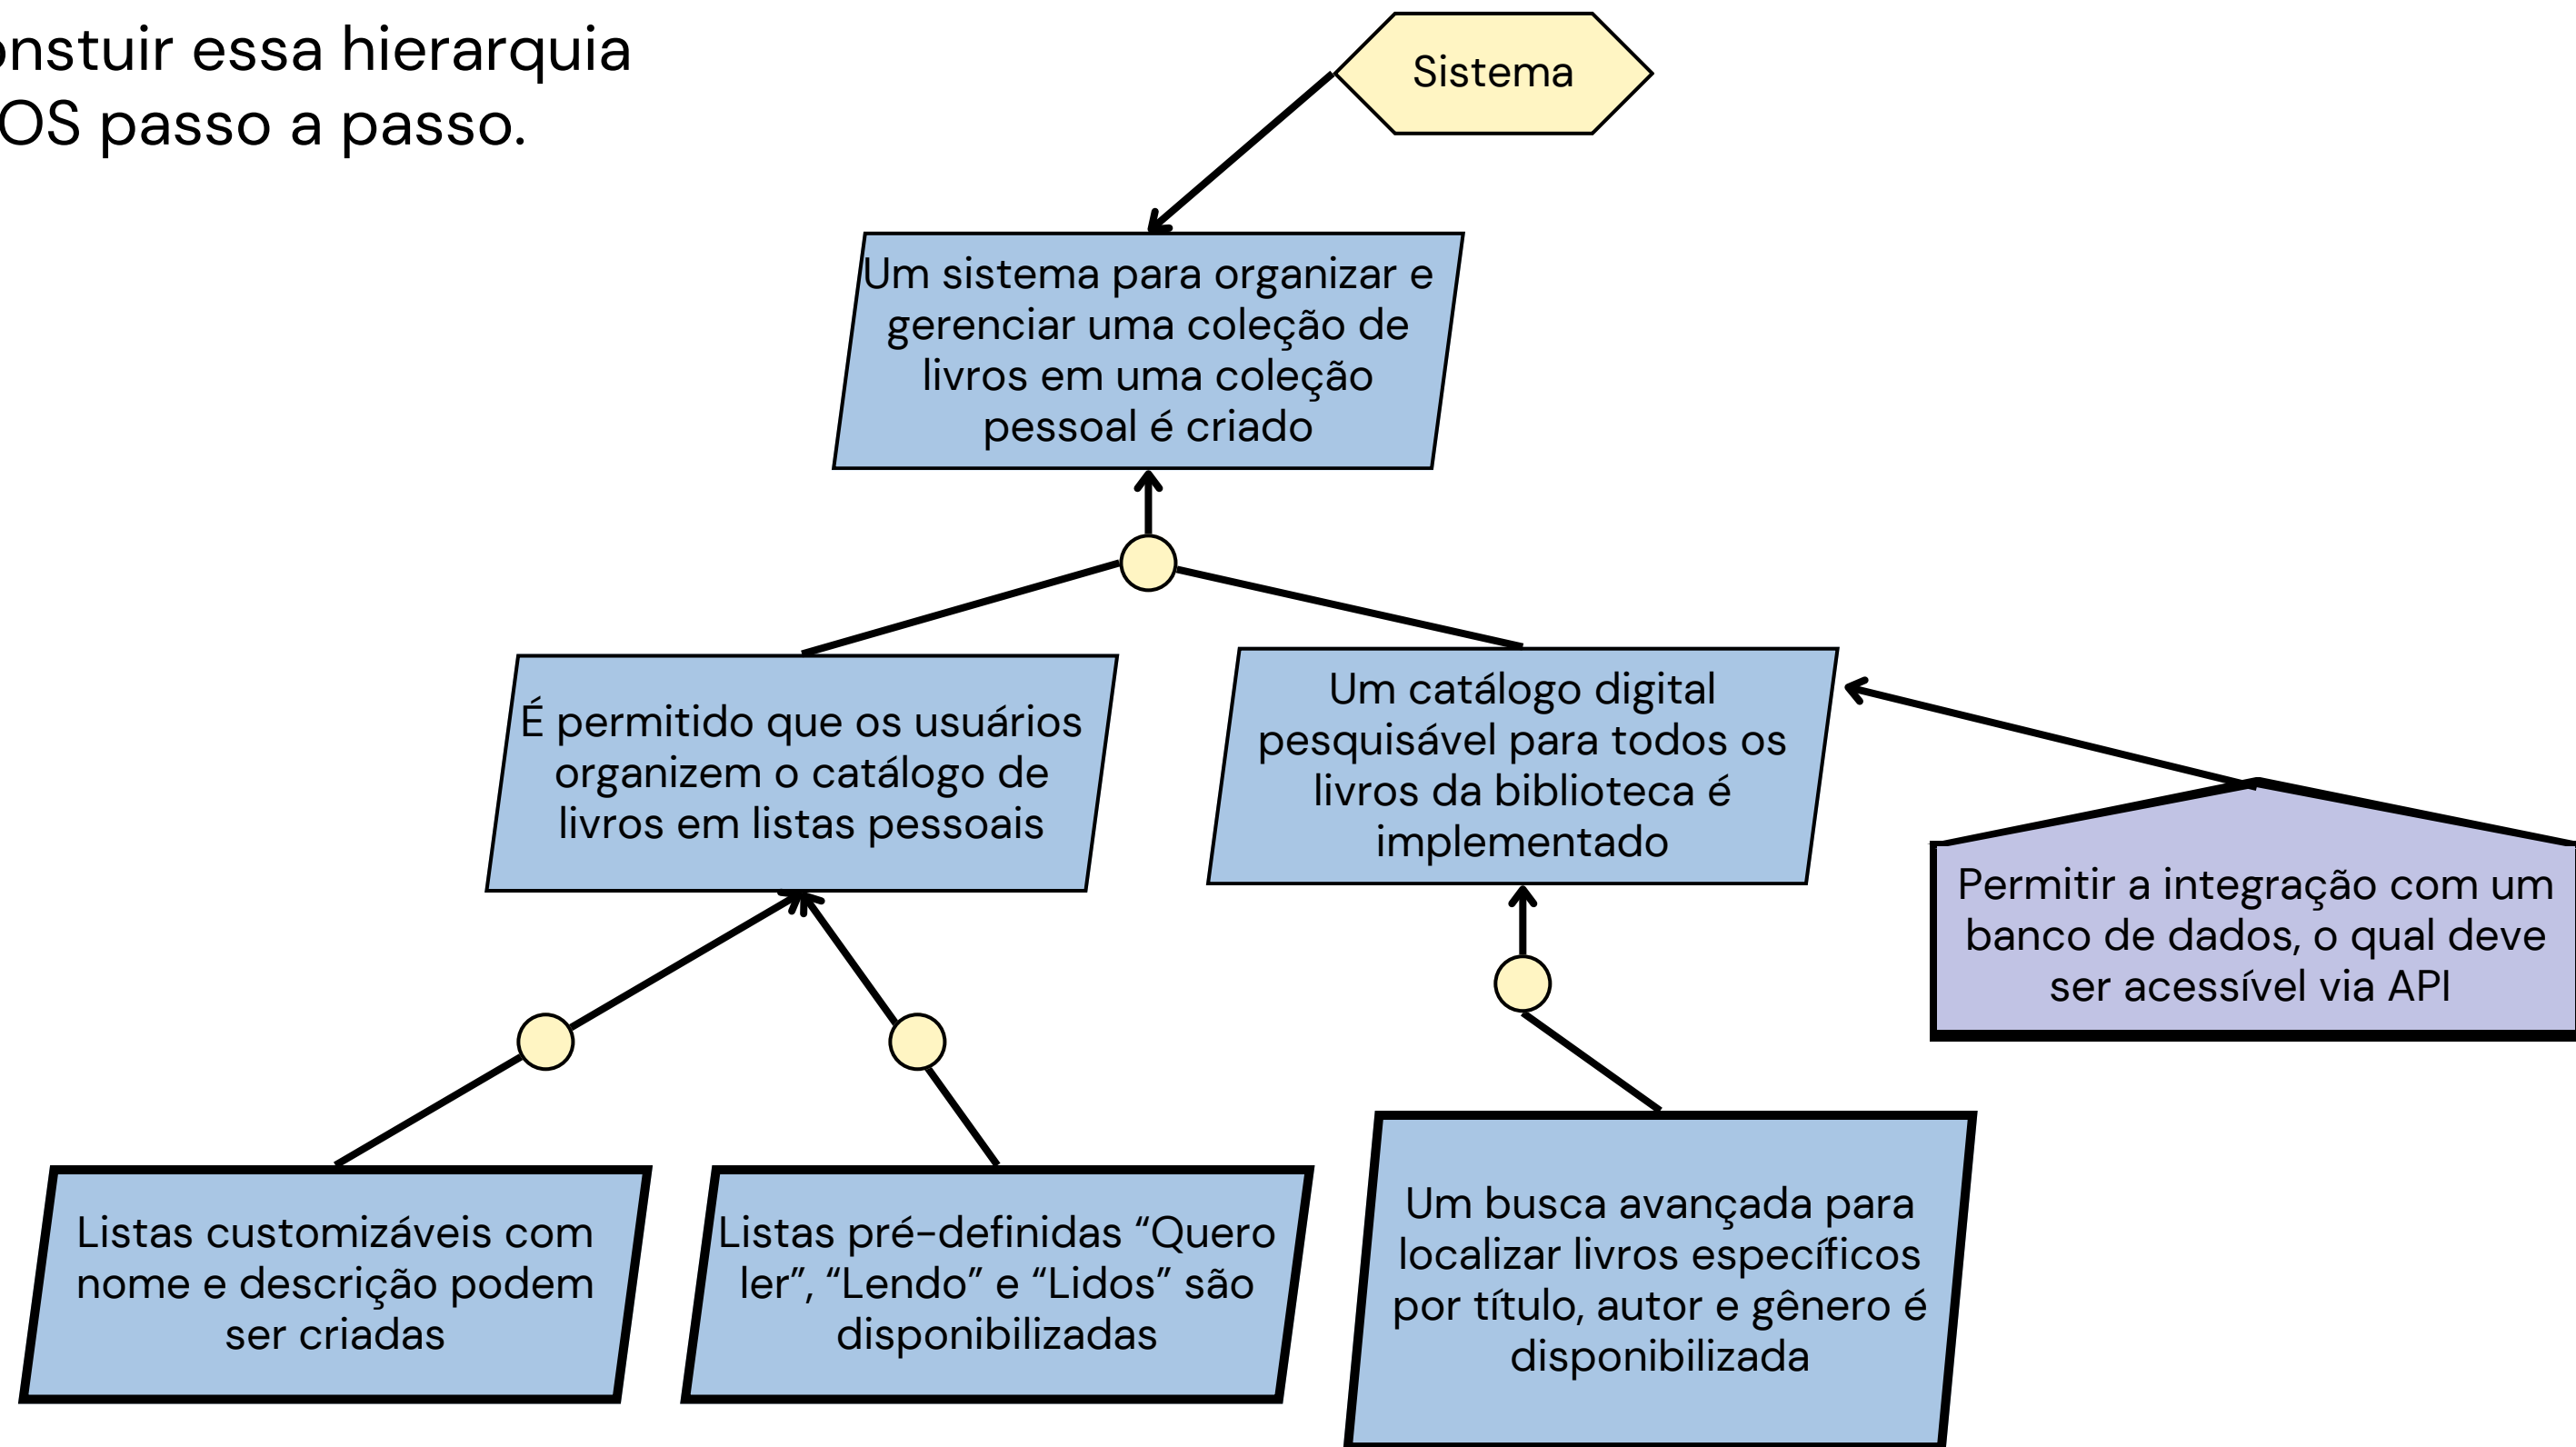 onstuir essa hierarquia
OS passo a passo.
Sistema
Um sistema para organizar e
gerenciar uma coleção de
livros em uma coleção
pessoal é criado
É permitido que os usuários
organizem o catálogo de
livros em listas pessoais
Um catálogo digital
pesquisável para todos os
livros da biblioteca é
implementado
Permitir a integração com um
banco de dados, o qual deve
ser acessível via API
Listas customizáveis com
nome e descrição podem
ser criadas
Listas pré-definidas “Quero
ler”, “Lendo” e “Lidos” são
disponibilizadas
Um busca avançada para
localizar livros específicos
por título, autor e gênero é
disponibilizada